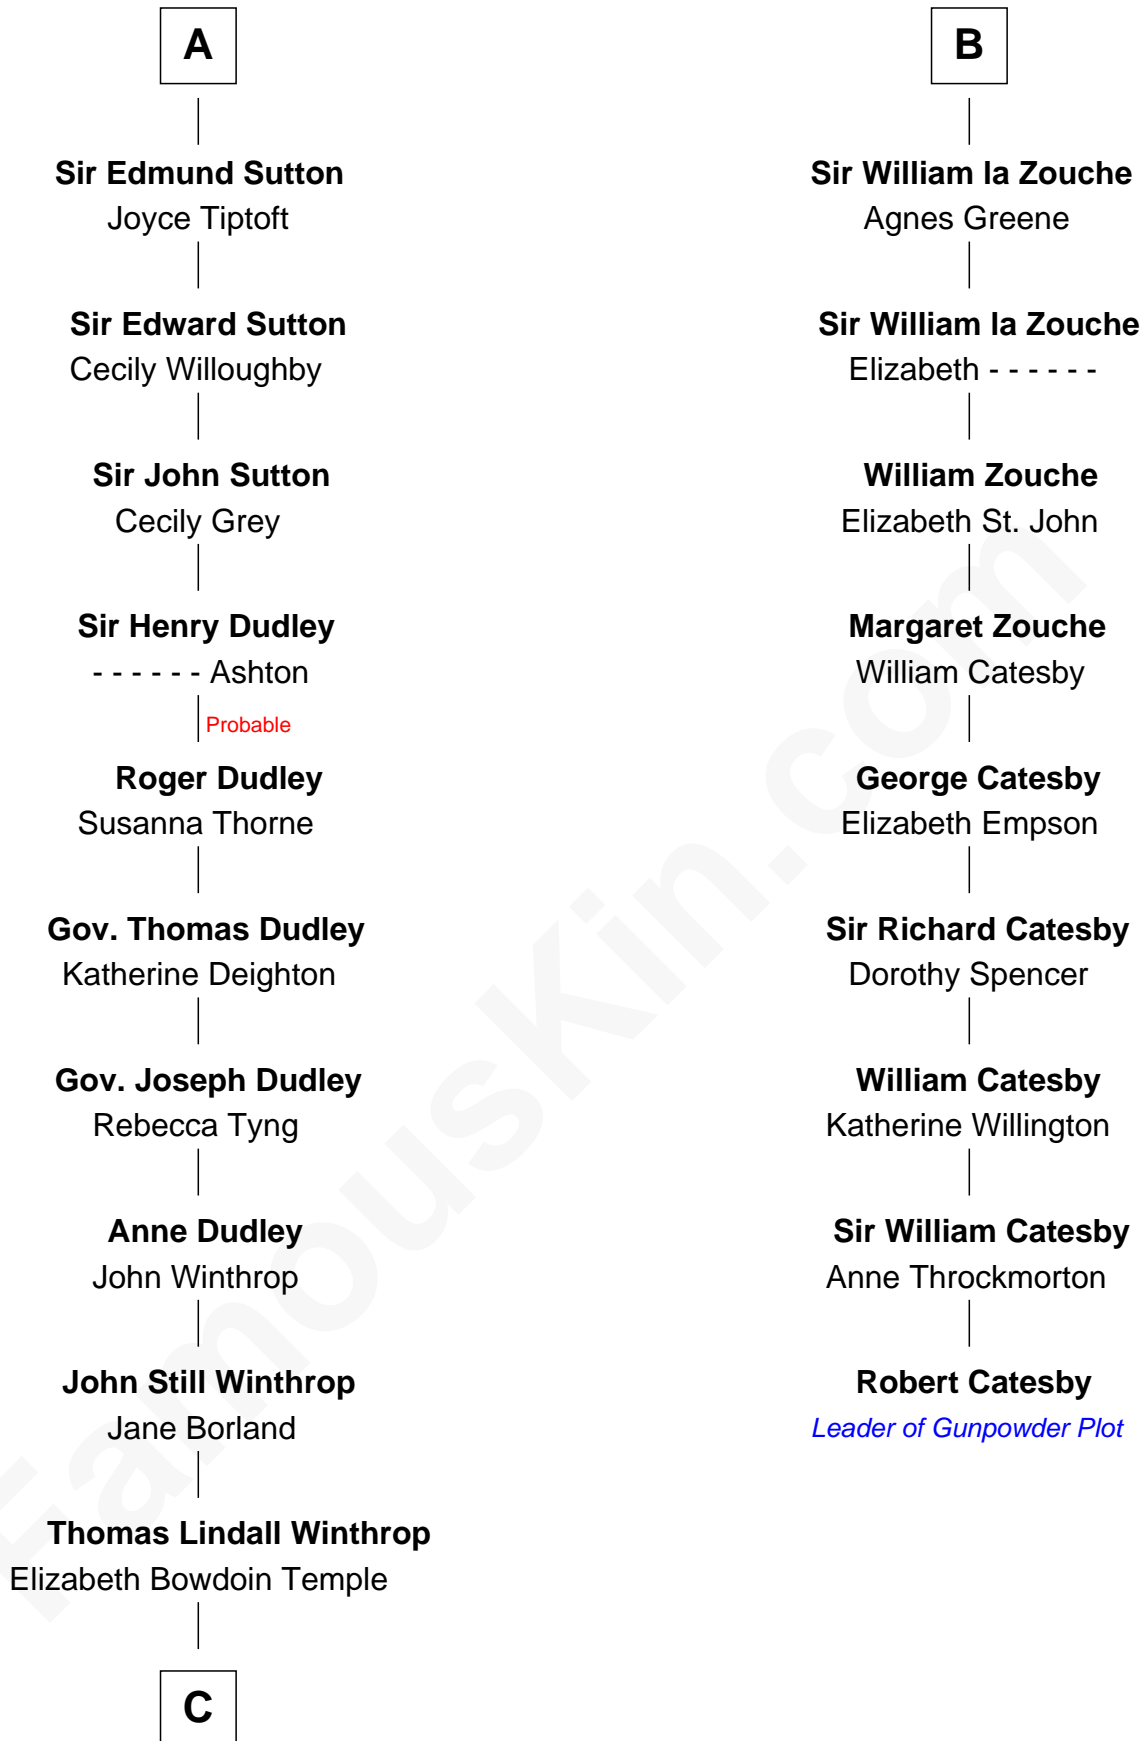 A
Sir Edmund Sutton
Joyce Tiptoft
Sir Edward Sutton
Cecily Willoughby
Sir John Sutton
Cecily Grey
Sir Henry Dudley
- - - - - - Ashton
Probable
Roger Dudley
Susanna Thorne
Gov. Thomas Dudley
Katherine Deighton
Gov. Joseph Dudley
Rebecca Tyng
Anne Dudley
John Winthrop
John Still Winthrop
Jane Borland
Thomas Lindall Winthrop
Elizabeth Bowdoin Temple
C
B
Sir William la Zouche
Agnes Greene
Sir William la Zouche
Elizabeth - - - - - -
William Zouche
Elizabeth St. John
Margaret Zouche
William Catesby
George Catesby
Elizabeth Empson
Sir Richard Catesby
Dorothy Spencer
William Catesby
Katherine Willington
Sir William Catesby
Anne Throckmorton
Robert Catesby
Leader of Gunpowder Plot
FamousKin.com